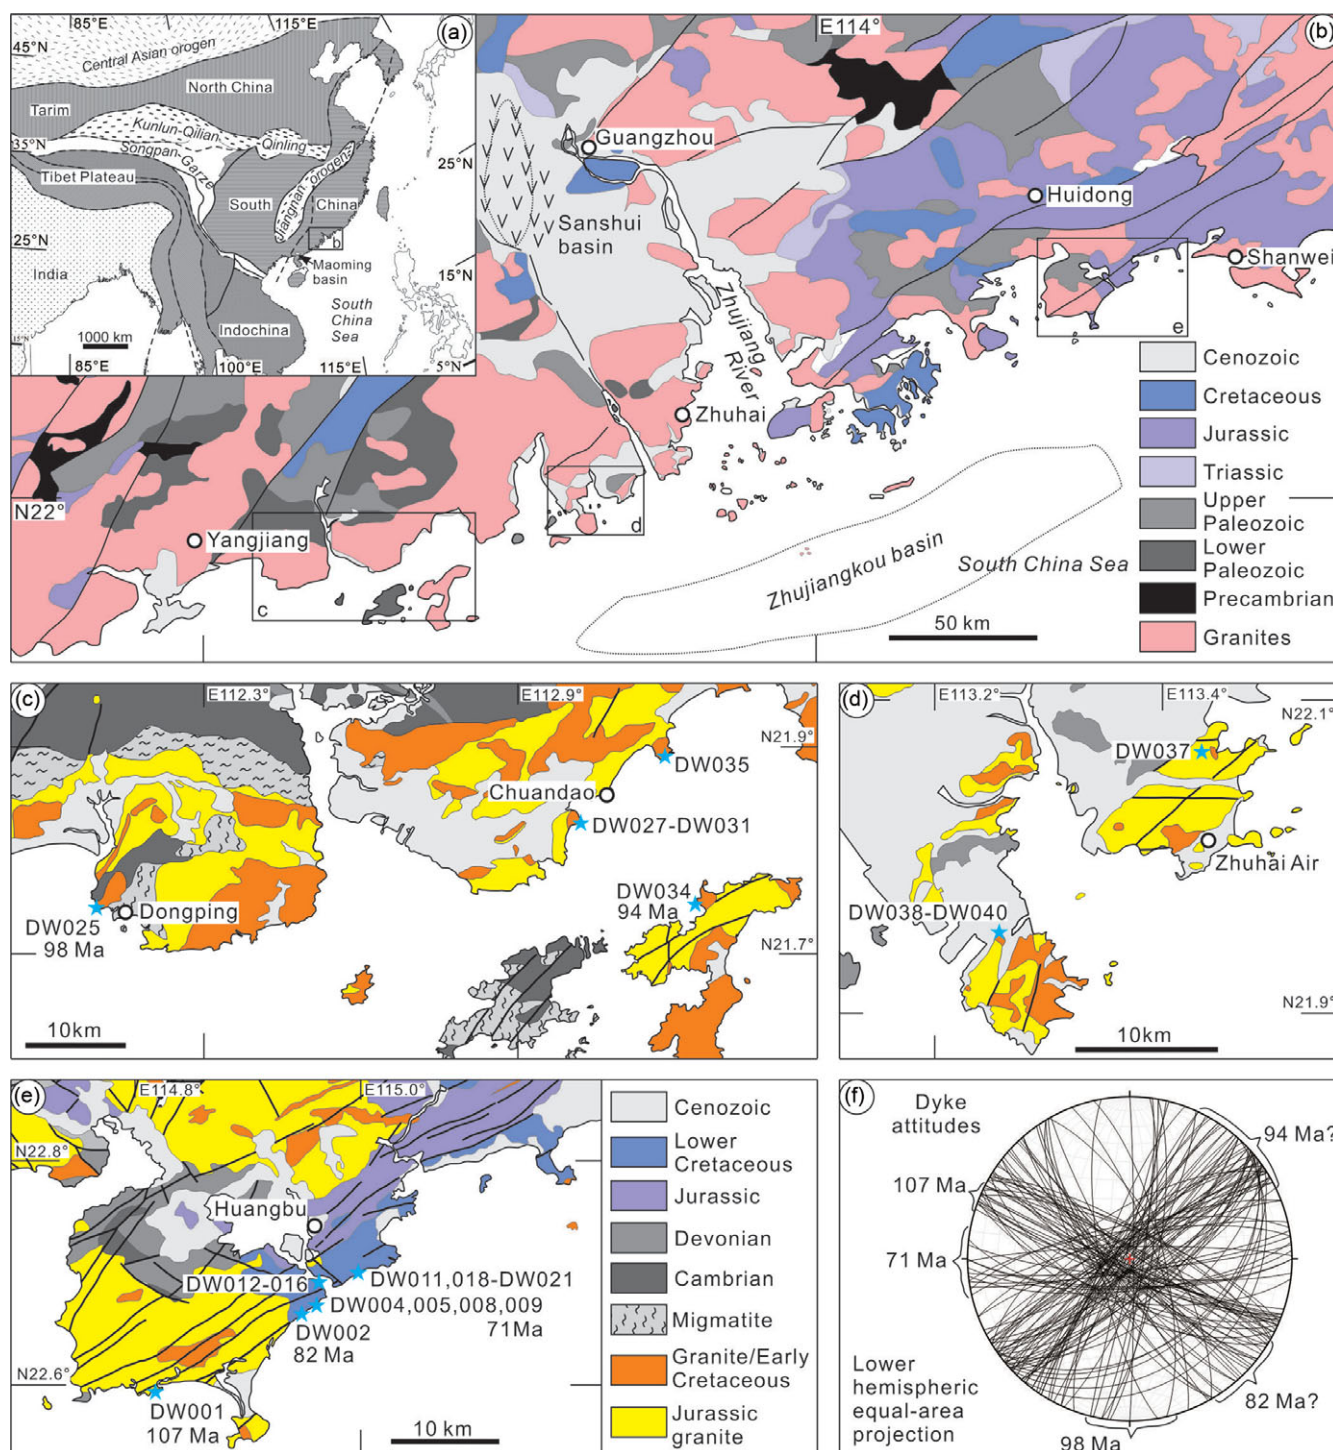 85°E
115°E
(a)
45°N
Central Asian orogen
North China
Tarim
Kunlun-Qilian
35°N
Songpan-Garze
Qinling
25°N
Tibet Plateau
South
China
Jiangnan orogen
b
25°N
Maoming
basin
15°N
India
South
China
Sea
Indochina
1000 km
85°E
100°E
115°E
5°N
E114°
(b)
Guangzhou
Sanshui
basin
Huidong
Shanwei
Zhujiang
River
e
Zhuhai
N22°
Yangjiang
d
c
Zhujiangkou basin
South China Sea
50 km
Cenozoic
Cretaceous
Jurassic
Triassic
Upper
Paleozoic
Lower
Paleozoic
Precambrian
Granites
(c)
E112.3°
E112.9°
N21.9°
DW035
Chuandao
DW027-DW031
DW034
94 Ma
Dongping
DW025
98 Ma
N21.7°
10km
(d)
E113.2°
E113.4°
N22.1°
DW037
Zhuhai Air
DW038-DW040
N21.9°
10km
(e)
E114.8°
E115.0°
N22.8°
Huangbu
DW012-016
DW011,018-DW021
DW004,005,008,009
71Ma
DW002
82 Ma
N22.6°
DW001
107 Ma
10 km
Cenozoic
Lower
Cretaceous
Jurassic
Devonian
Cambrian
Migmatite
Granite/Early
Cretaceous
Jurassic
granite
(f)
Dyke
attitudes
94 Ma?
107 Ma
71 Ma
82 Ma?
98 Ma
Lower
hemispheric
equal-area
projection